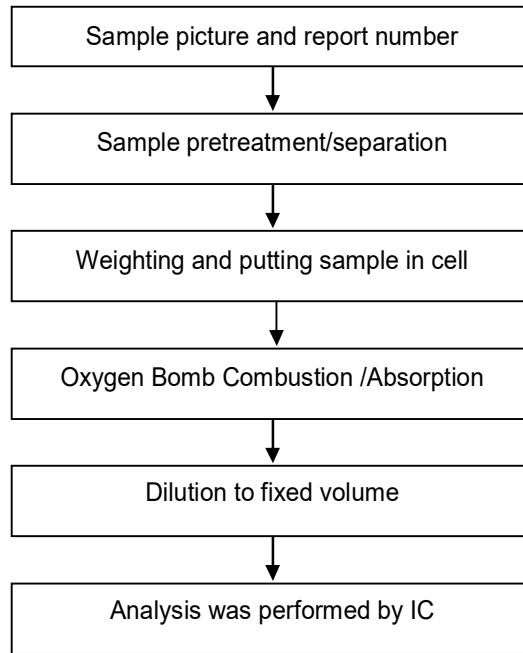 Sample picture and report number
Sample pretreatment/separation
Weighting and putting sample in cell
Oxygen Bomb Combustion /Absorption
Dilution to fixed volume
Analysis was performed by IC